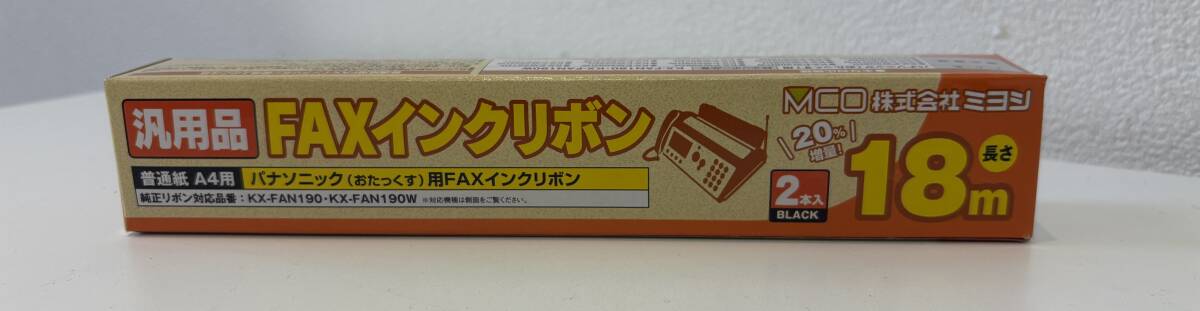 汎用品
FAXインクリボン
普通紙 A4用
パナソニック(おたっくす)用FAXインクリボン
純正リボン対応品番:KX-FAN190・KX-FAN190W ※対応機種は側面をご覧ください。
MCO 株式会社ミヨシ
20%増量!
2本入
BLACK
長さ
18m